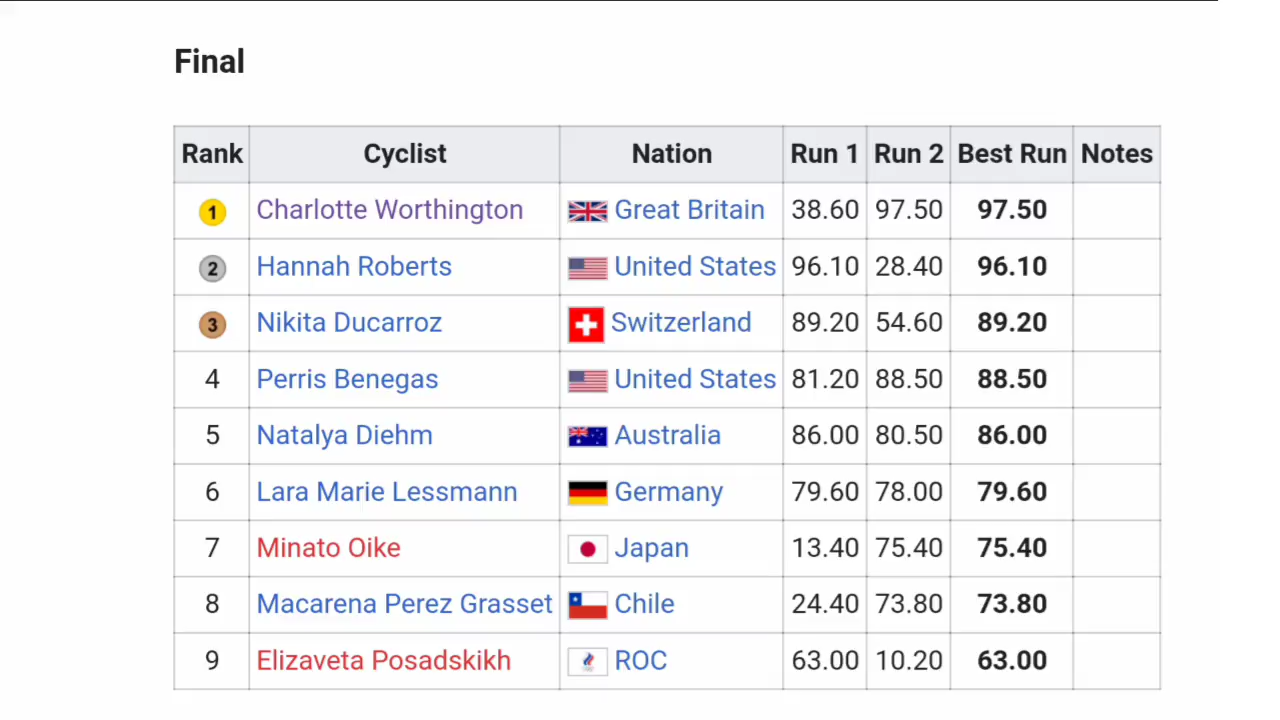 Final
Rank Cyclist Nation Run 1 Run 2 Best Run Notes
1 Charlotte Worthington Great Britain 38.60 97.50 97.50
2 Hannah Roberts United States 96.10 28.40 96.10
3 Nikita Ducarroz Switzerland 89.20 54.60 89.20
4 Perris Benegas United States 81.20 88.50 88.50
5 Natalya Diehm Australia 86.00 80.50 86.00
6 Lara Marie Lessmann Germany 79.60 78.00 79.60
7 Minato Oike Japan 13.40 75.40 75.40
8 Macarena Perez Grasset Chile 24.40 73.80 73.80
9 Elizaveta Posadskikh ROC 63.00 10.20 63.00